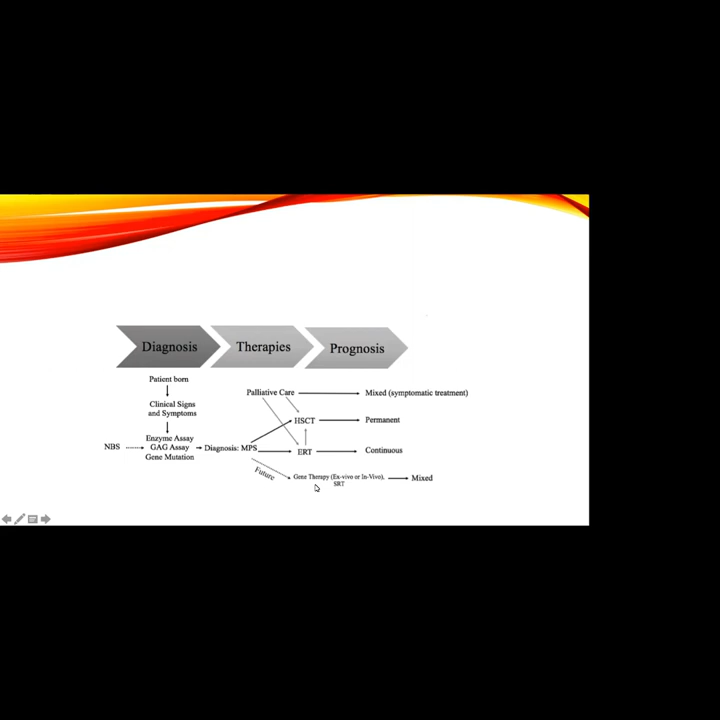 Diagnosis
Therapies
Prognosis
Patient born
Clinical Signs
and Symptoms
Enzyme Assay
GAG Assay
Gene Mutation
NBS
Diagnosis: MPS
Palliative Care
Mixed (symptomatic treatment)
HSCT
Permanent
ERT
Continuous
Future
Gene Therapy (Ex-vivo or In-Vivo),
SRT
Mixed